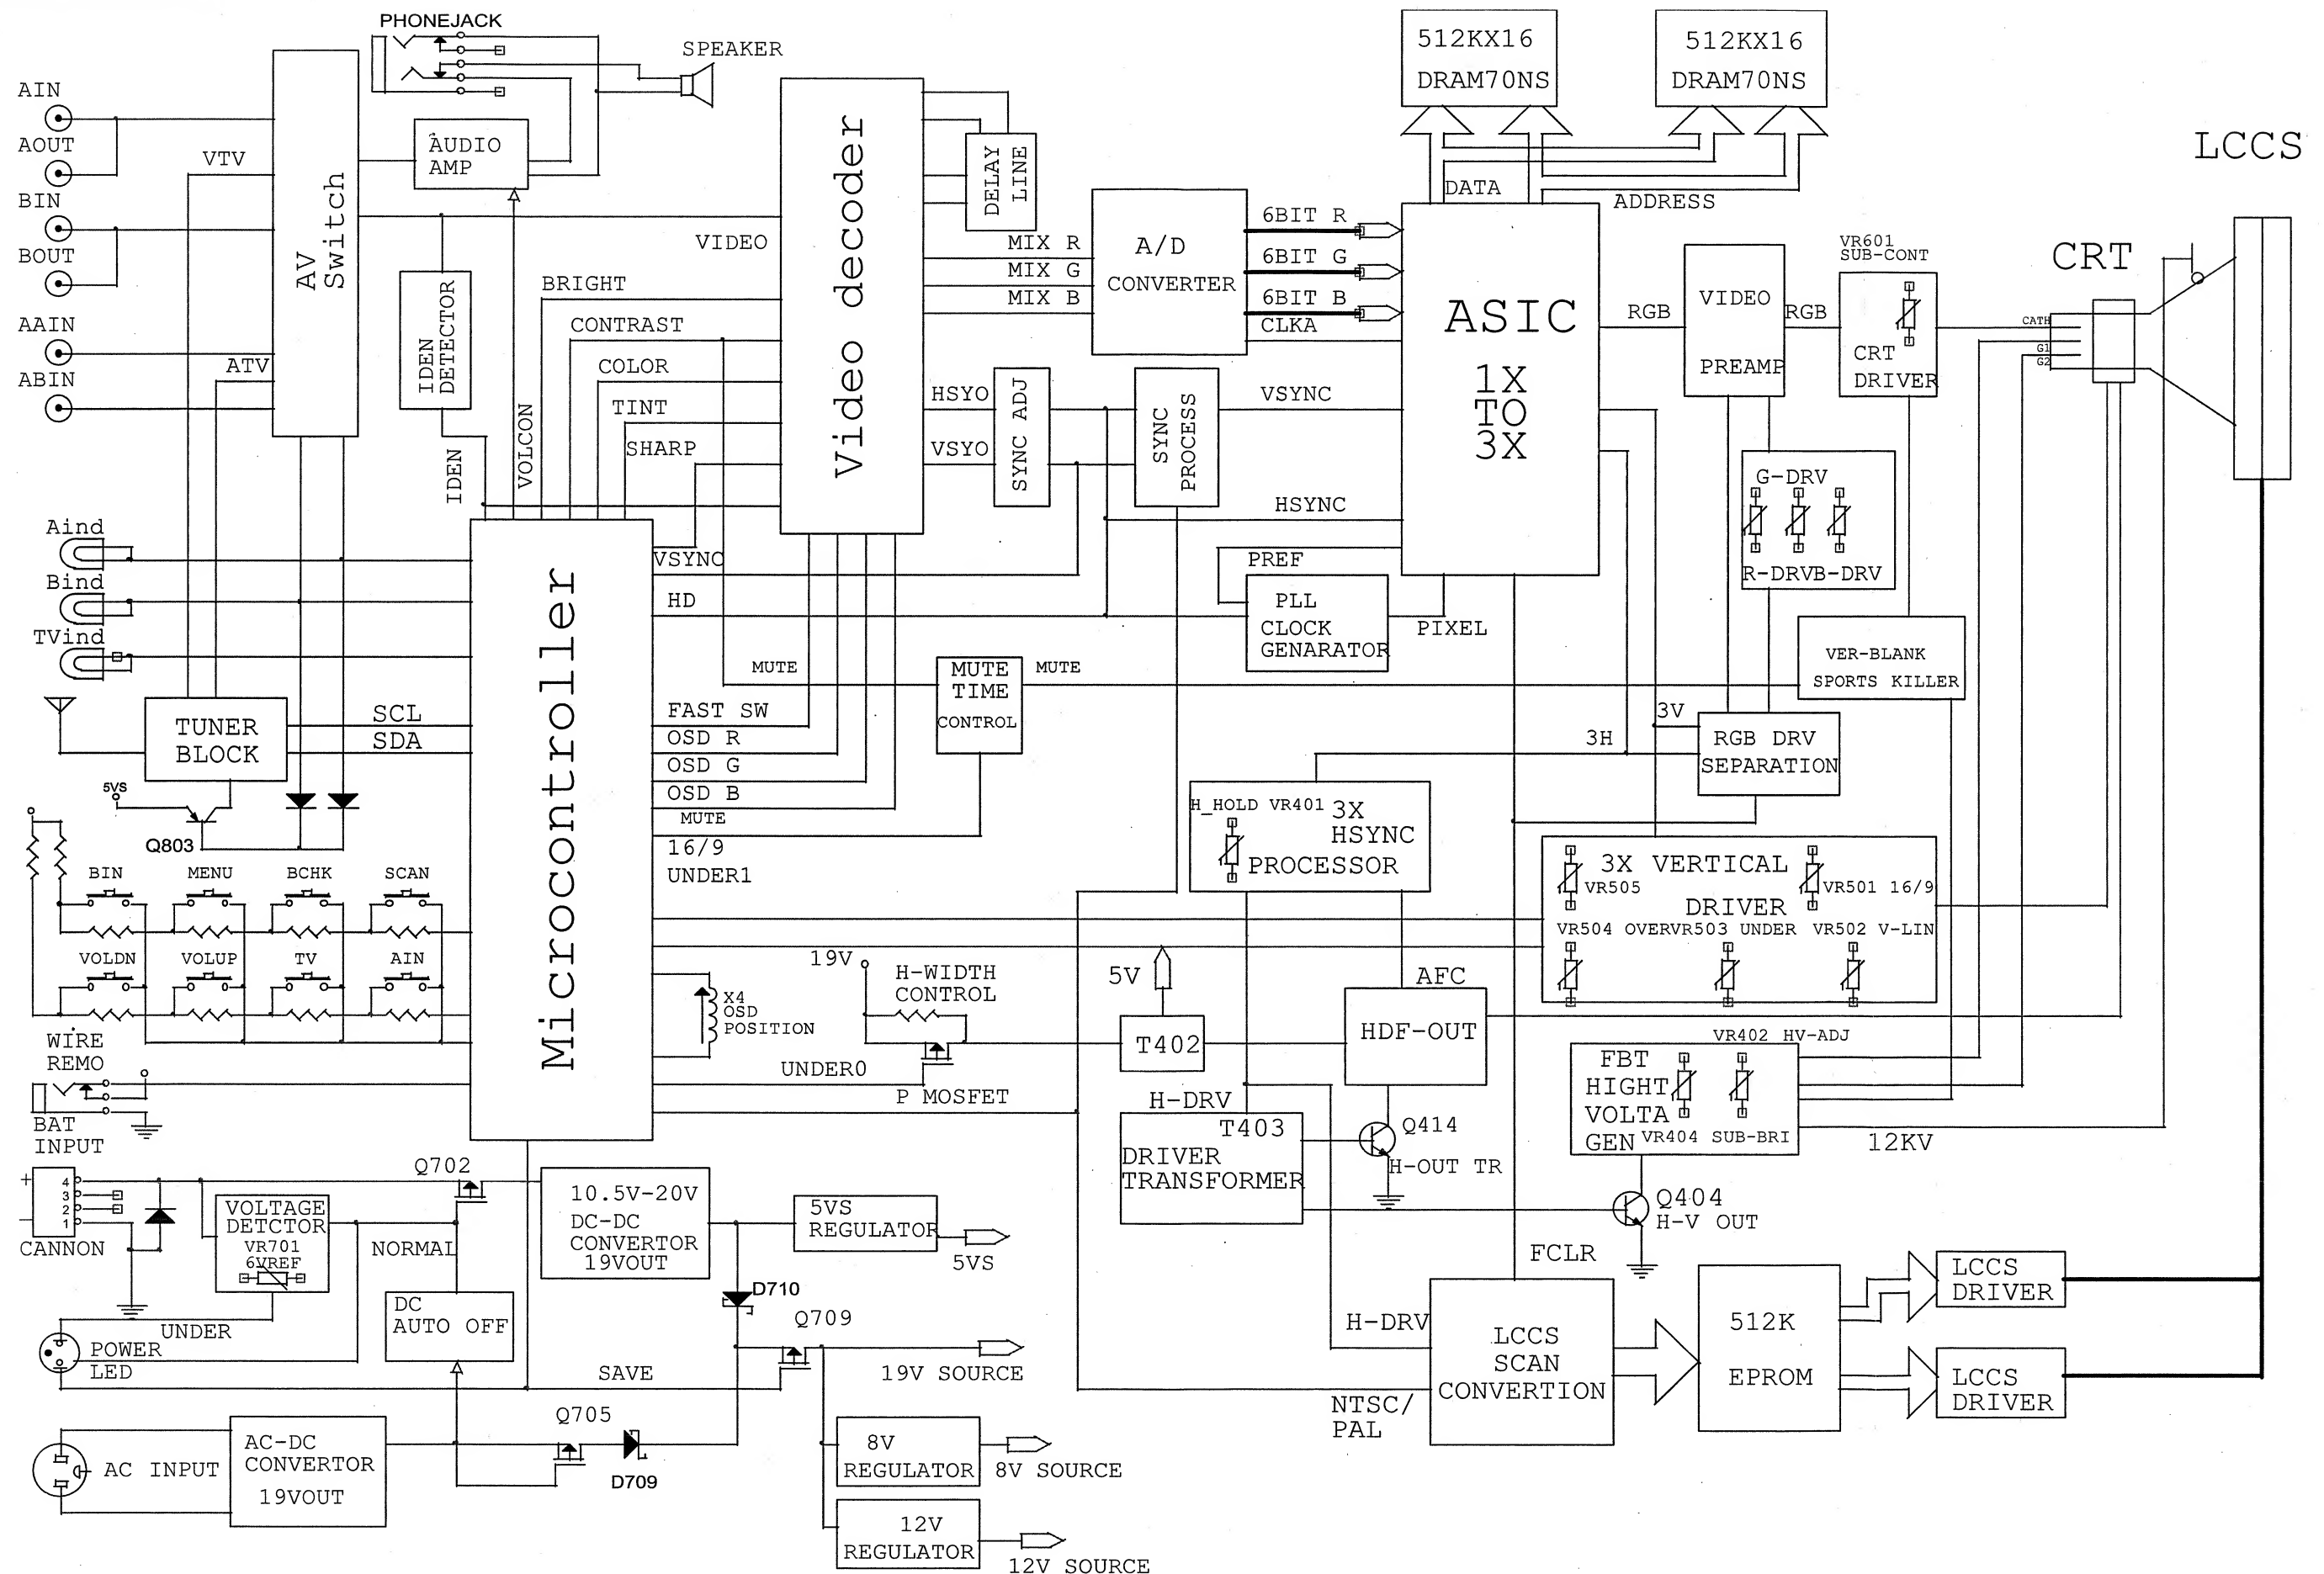 PHONEJACK
SPEAKER
AIN
AOUT
BIN
BOUT
AAIN
ABIN
VTV
ATV
AV
Switch
AUDIO
AMP
IDEN
DETECTOR
IDEN
VOLCON
VIDEO
BRIGHT
CONTRAST
COLOR
TINT
SHARP
Video decoder
DELAY
LINE
MIX R
MIX G
MIX B
HSYO
VSYO
SYNC ADJ
A/D
CONVERTER
6BIT R
6BIT G
6BIT B
CLKA
SYNC
PROCESS
VSYNC
HSYNC
512KX16
DRAM70NS
512KX16
DRAM70NS
DATA
ADDRESS
ASIC
1X
TO
3X
RGB
VIDEO
PREAMP
RGB
VR601
SUB-CONT
CRT
DRIVER
CATH
G1
G2
CRT
LCCS
G-DRV
R-DRVB-DRV
VER-BLANK
SPORTS KILLER
PREF
PLL
CLOCK
GENARATOR
PIXEL
Aind
Bind
TVind
TUNER
BLOCK
SCL
SDA
5VS
Q803
Microcontroller
VSYNC
HD
FAST SW
OSD R
OSD G
OSD B
MUTE
16/9
UNDER1
MUTE
MUTE
TIME
CONTROL
MUTE
3V
3H
RGB DRV
SEPARATION
H_HOLD VR401
3X
HSYNC
PROCESSOR
3X VERTICAL
DRIVER
VR505
VR501 16/9
VR504 OVERVR503 UNDER
VR502 V-LIN
BIN
MENU
BCHK
SCAN
VOLDN
VOLUP
TV
AIN
WIRE
REMO
BAT
INPUT
X4
OSD
POSITION
19V
H-WIDTH
CONTROL
UNDER0
P MOSFET
5V
T402
AFC
HDF-OUT
H-DRV
T403
DRIVER
TRANSFORMER
Q414
H-OUT TR
VR402 HV-ADJ
FBT
HIGHT
VOLTA
GEN
VR404 SUB-BRI
12KV
Q404
H-V OUT
+
-
4
3
2
1
CANNON
VOLTAGE
DETCTOR
VR701
6VREF
Q702
NORMAL
UNDER
POWER
LED
DC
AUTO OFF
10.5V-20V
DC-DC
CONVERTOR
19VOUT
5VS
REGULATOR
5VS
D710
Q709
SAVE
19V SOURCE
Q705
D709
AC INPUT
AC-DC
CONVERTOR
19VOUT
8V
REGULATOR
8V SOURCE
12V
REGULATOR
12V SOURCE
FCLR
H-DRV
NTSC/
PAL
LCCS
SCAN
CONVERTION
512K
EPROM
LCCS
DRIVER
LCCS
DRIVER